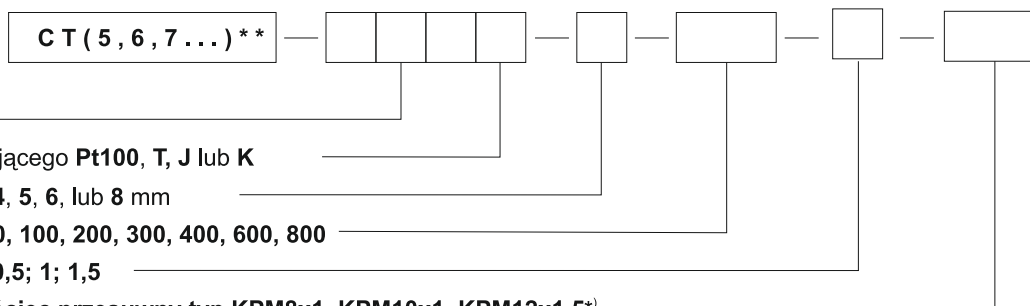 CT(5,6,7...)**
jącego Pt100, T, J lub K
4, 5, 6, lub 8 mm
0, 100, 200, 300, 400, 600, 800
0,5; 1; 1,5